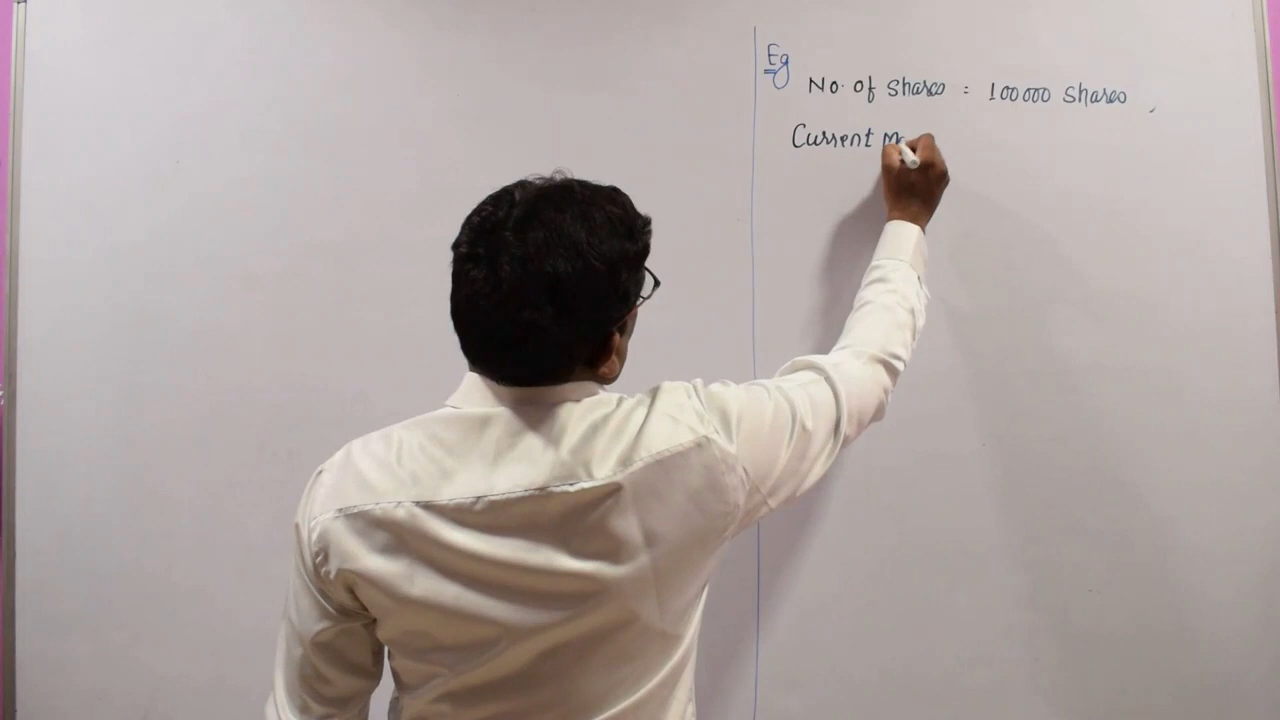 Eg
No. of shares = 100000 shares
Current